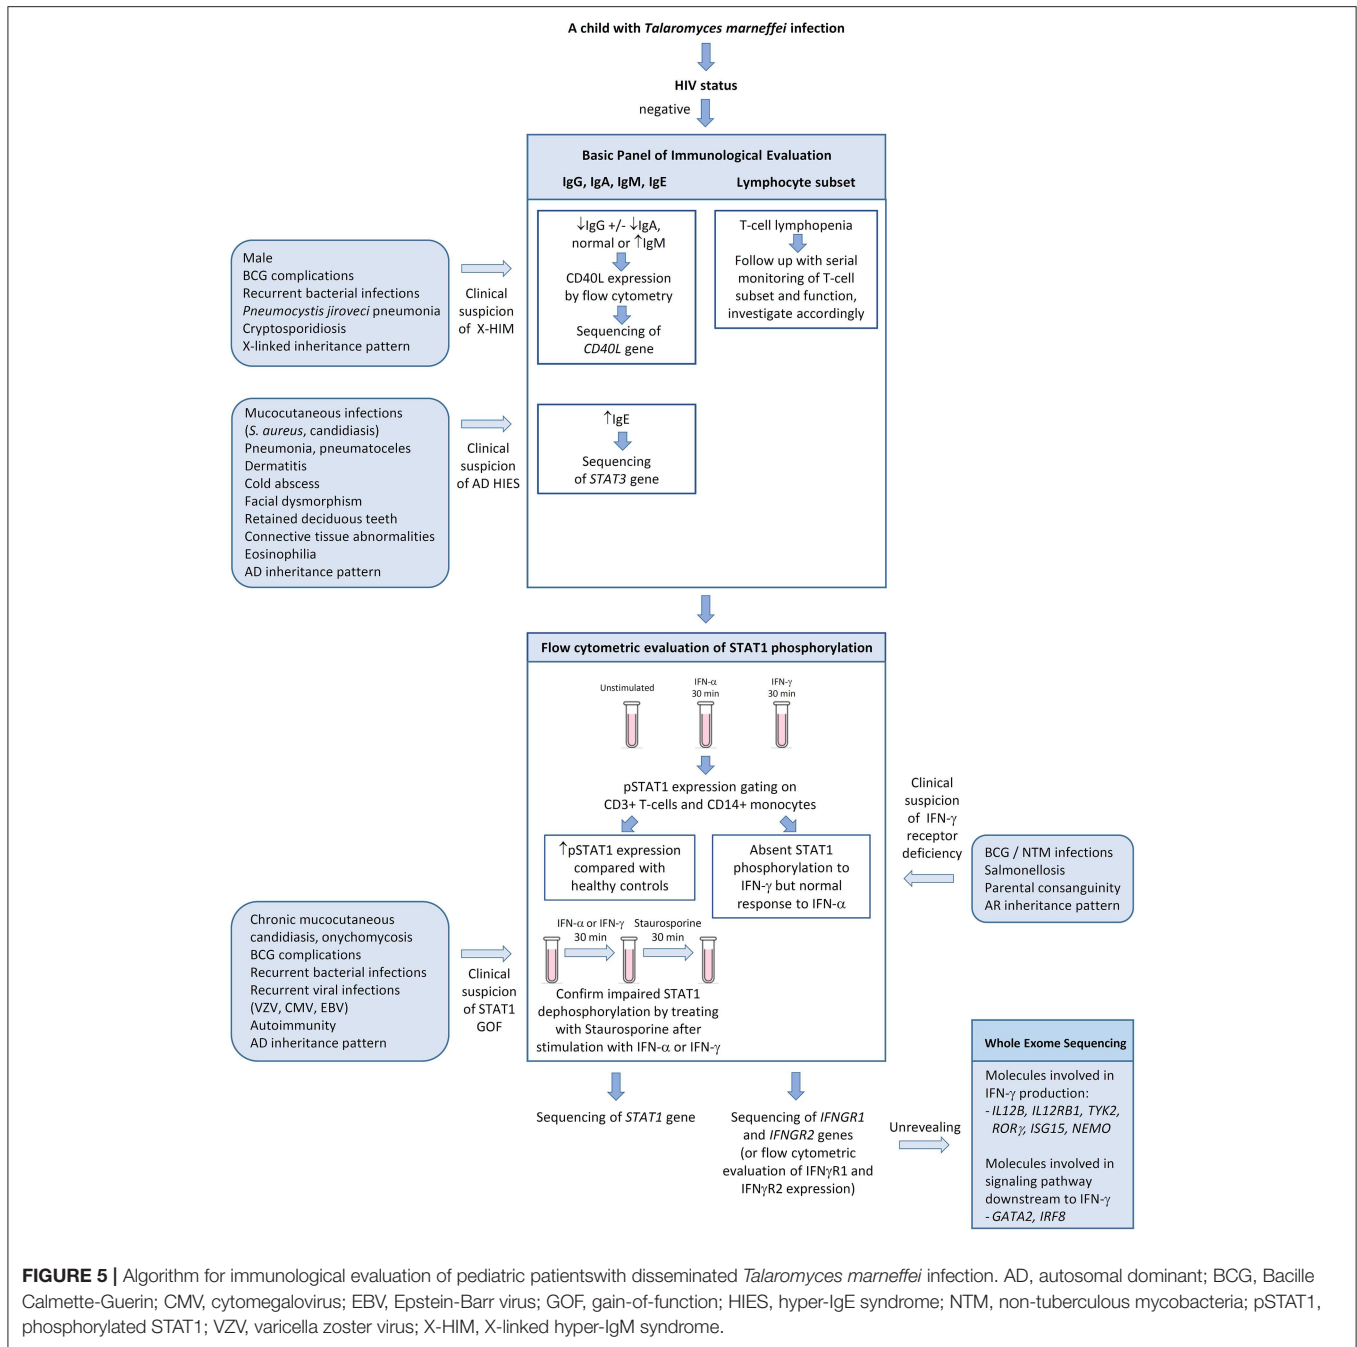 A child with Talaromyces marneffei infection
HIV status
negative
Basic Panel of Immunological Evaluation
IgG, IgA, IgM, IgE
Lymphocyte subset
Male
BCG complications
Recurrent bacterial infections
Pneumocystis jiroveci pneumonia
Cryptosporidiosis
X-linked inheritance pattern
Clinical
suspicion
of X-HIM
↓IgG +/- ↓IgA,
normal or ↑IgM
CD40L expression
by flow cytometry
Sequencing of
CD40L gene
T-cell lymphopenia
Follow up with serial
monitoring of T-cell
subset and function,
investigate accordingly
Mucocutaneous infections
(S. aureus, candidiasis)
Pneumonia, pneumatoceles
Dermatitis
Cold abscess
Facial dysmorphism
Retained deciduous teeth
Connective tissue abnormalities
Eosinophilia
AD inheritance pattern
Clinical
suspicion
of AD HIES
↑IgE
Sequencing
of STAT3 gene
Flow cytometric evaluation of STAT1 phosphorylation
Unstimulated
IFN-α
30 min
IFN-γ
30 min
pSTAT1 expression gating on
CD3+ T-cells and CD14+ monocytes
↑pSTAT1 expression
compared with
healthy controls
Absent STAT1
phosphorylation to
IFN-γ but normal
response to IFN-α
Clinical
suspicion
of IFN-γ
receptor
deficiency
BCG / NTM infections
Salmonellosis
Parental consanguinity
AR inheritance pattern
Chronic mucocutaneous
candidiasis, onychomycosis
BCG complications
Recurrent bacterial infections
Recurrent viral infections
(VZV, CMV, EBV)
Autoimmunity
AD inheritance pattern
Clinical
suspicion
of STAT1
GOF
IFN-α or IFN-γ
30 min
Staurosporine
30 min
Confirm impaired STAT1
dephosphorylation by treating
with Staurosporine after
stimulation with IFN-α or IFN-γ
Sequencing of STAT1 gene
Sequencing of IFNGR1
and IFNGR2 genes
(or flow cytometric
evaluation of IFNγR1 and
IFNγR2 expression)
Unrevealing
Whole Exome Sequencing
Molecules involved in
IFN-γ production:
- IL12B, IL12RB1, TYK2,
RORγ, ISG15, NEMO
Molecules involved in
signaling pathway
downstream to IFN-γ
- GATA2, IRF8
FIGURE 5 | Algorithm for immunological evaluation of pediatric patientswith disseminated Talaromyces marneffei infection. AD, autosomal dominant; BCG, Bacille
Calmette-Guerin; CMV, cytomegalovirus; EBV, Epstein-Barr virus; GOF, gain-of-function; HIES, hyper-IgE syndrome; NTM, non-tuberculous mycobacteria; pSTAT1,
phosphorylated STAT1; VZV, varicella zoster virus; X-HIM, X-linked hyper-IgM syndrome.